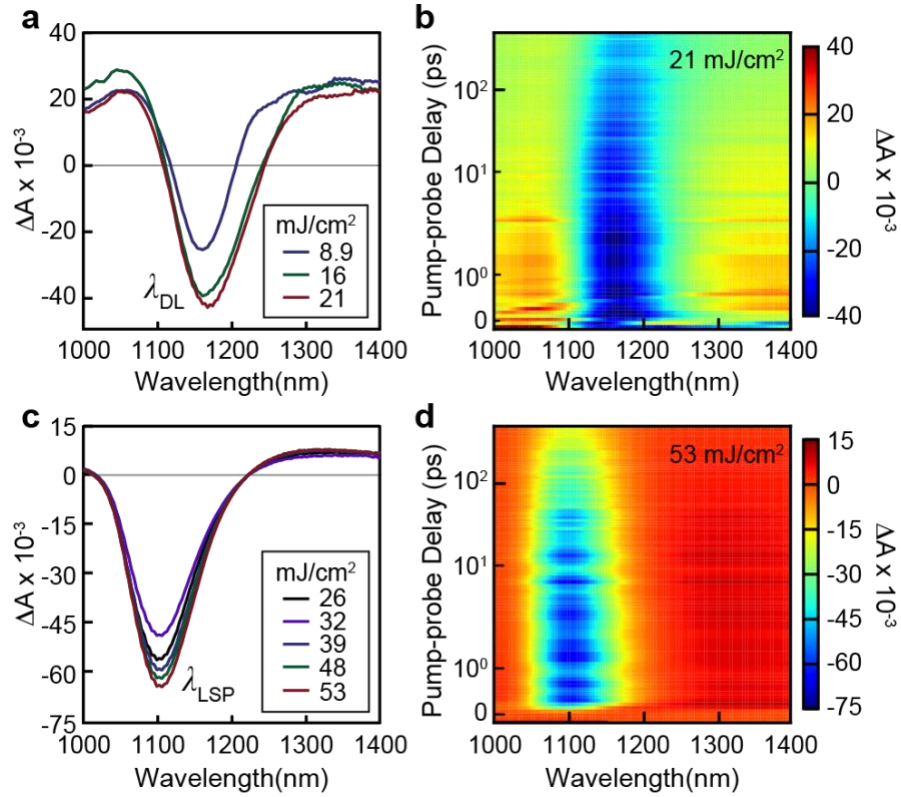 a
40
20
0
-20
-40
ΔA x 10⁻³
mJ/cm²
8.9
16
21
λDL
1000 1100 1200 1300 1400
Wavelength(nm)
b
21 mJ/cm²
Pump-probe Delay (ps)
10²
10¹
10⁰
0
1000 1100 1200 1300 1400
Wavelength(nm)
40
20
0
-20
-40
ΔA x 10⁻³
c
15
0
-15
-30
-45
-60
-75
ΔA x 10⁻³
mJ/cm²
26
32
39
48
53
λLSP
1000 1100 1200 1300 1400
Wavelength(nm)
d
53 mJ/cm²
Pump-probe Delay (ps)
10²
10¹
10⁰
0
1000 1100 1200 1300 1400
Wavelength(nm)
15
0
-15
-30
-45
-60
-75
ΔA x 10⁻³